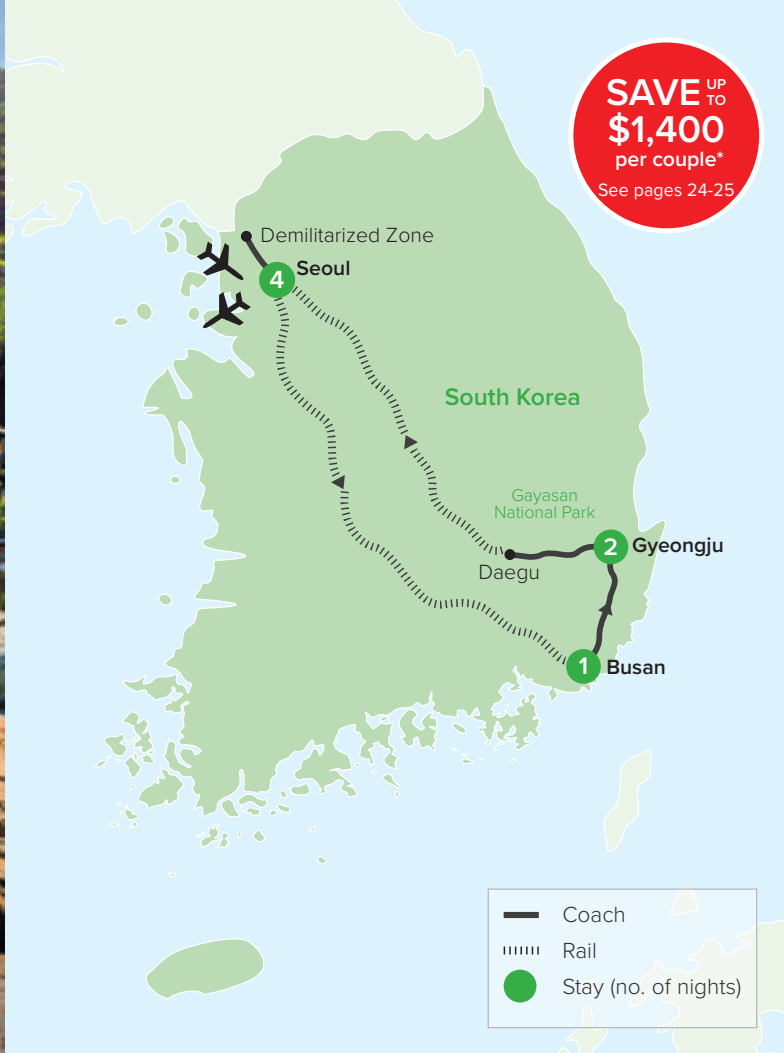 SAVE UP TO
$1,400
per couple*
See pages 24-25
Demilitarized Zone
4 Seoul
South Korea
Gayasan
National Park
2 Gyeongju
Daegu
1 Busan
Coach
Rail
Stay (no. of nights)